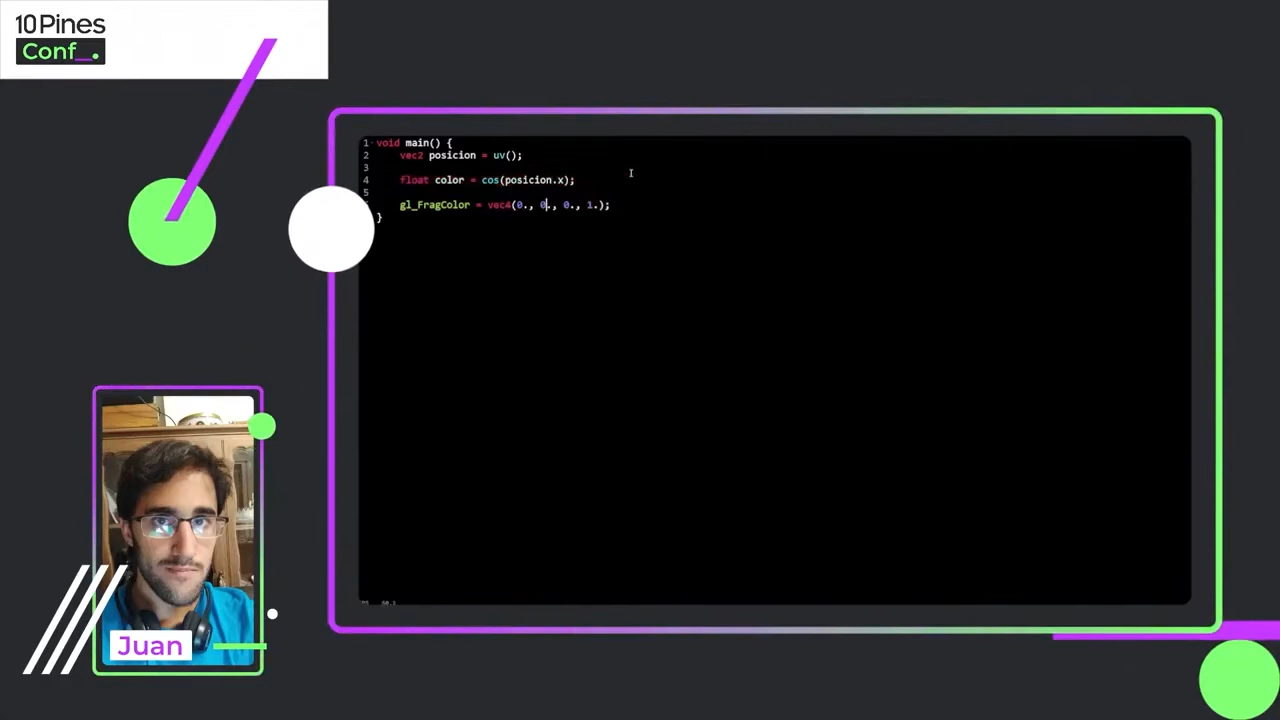 10Pines
Conf_.
1 void main() {
2 vec2 posicion = uv();
3
4 float color = cos(posicion.x);
5
gl_FragColor = vec4(0., 0., 0., 1.);
}
Juan